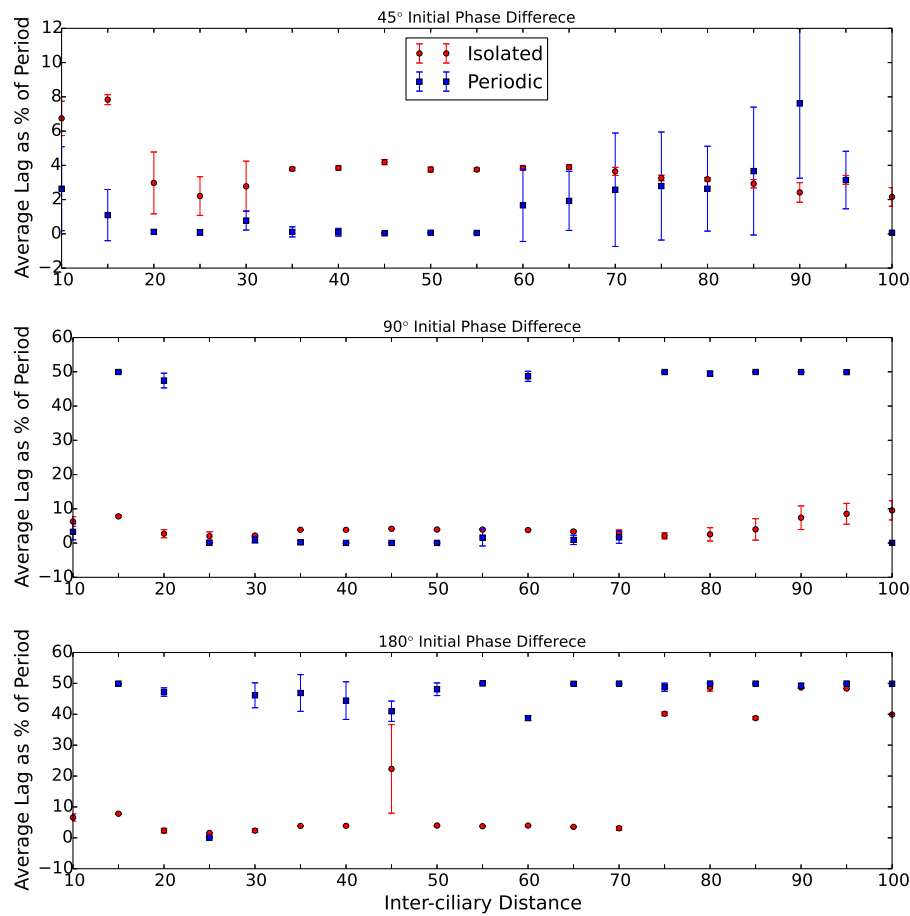 45° Initial Phase Differece
Average Lag as % of Period
12
10
8
6
4
2
0
−2
Isolated
Periodic
10 20 30 40 50 60 70 80 90 100
90° Initial Phase Differece
Average Lag as % of Period
60
50
40
30
20
10
0
−10
10 20 30 40 50 60 70 80 90 100
180° Initial Phase Differece
Average Lag as % of Period
60
50
40
30
20
10
0
−10
10 20 30 40 50 60 70 80 90 100
Inter-ciliary Distance